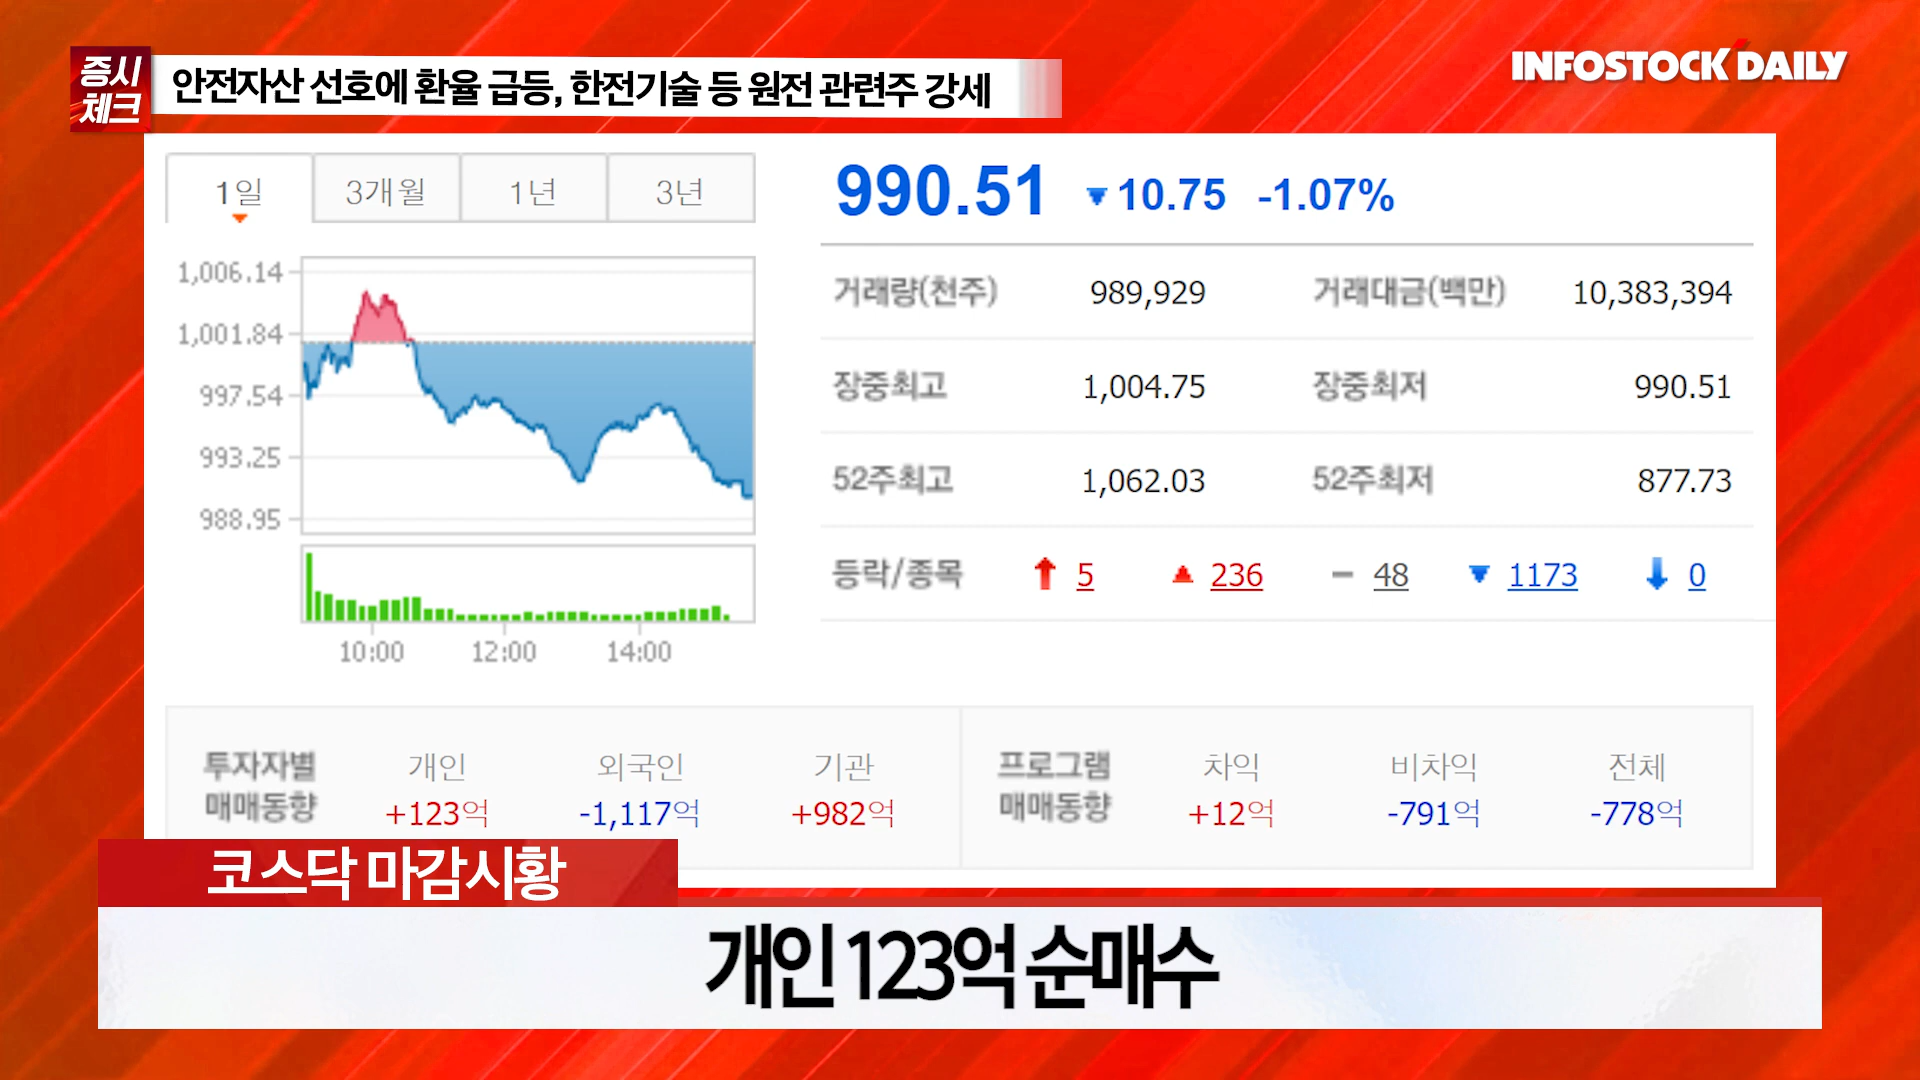 증시
체크
안전자산 선호에 환율 급등, 한전기술 등 원전 관련주 강세
INFOSTOCK DAILY
1일 3개월 1년 3년
990.51 ▼10.75 -1.07%
1,006.14
1,001.84
997.54
993.25
988.95
10:00 12:00 14:00
거래량(천주) 989,929 거래대금(백만) 10,383,394
장중최고 1,004.75 장중최저 990.51
52주최고 1,062.03 52주최저 877.73
등락/종목 ↑ 5 ▲ 236 - 48 ▼ 1173 ↓ 0
투자자별
매매동향
개인 외국인 기관
+123억 -1,117억 +982억
프로그램
매매동향
차익 비차익 전체
+12억 -791억 -778억
코스닥 마감시황
개인 123억 순매수